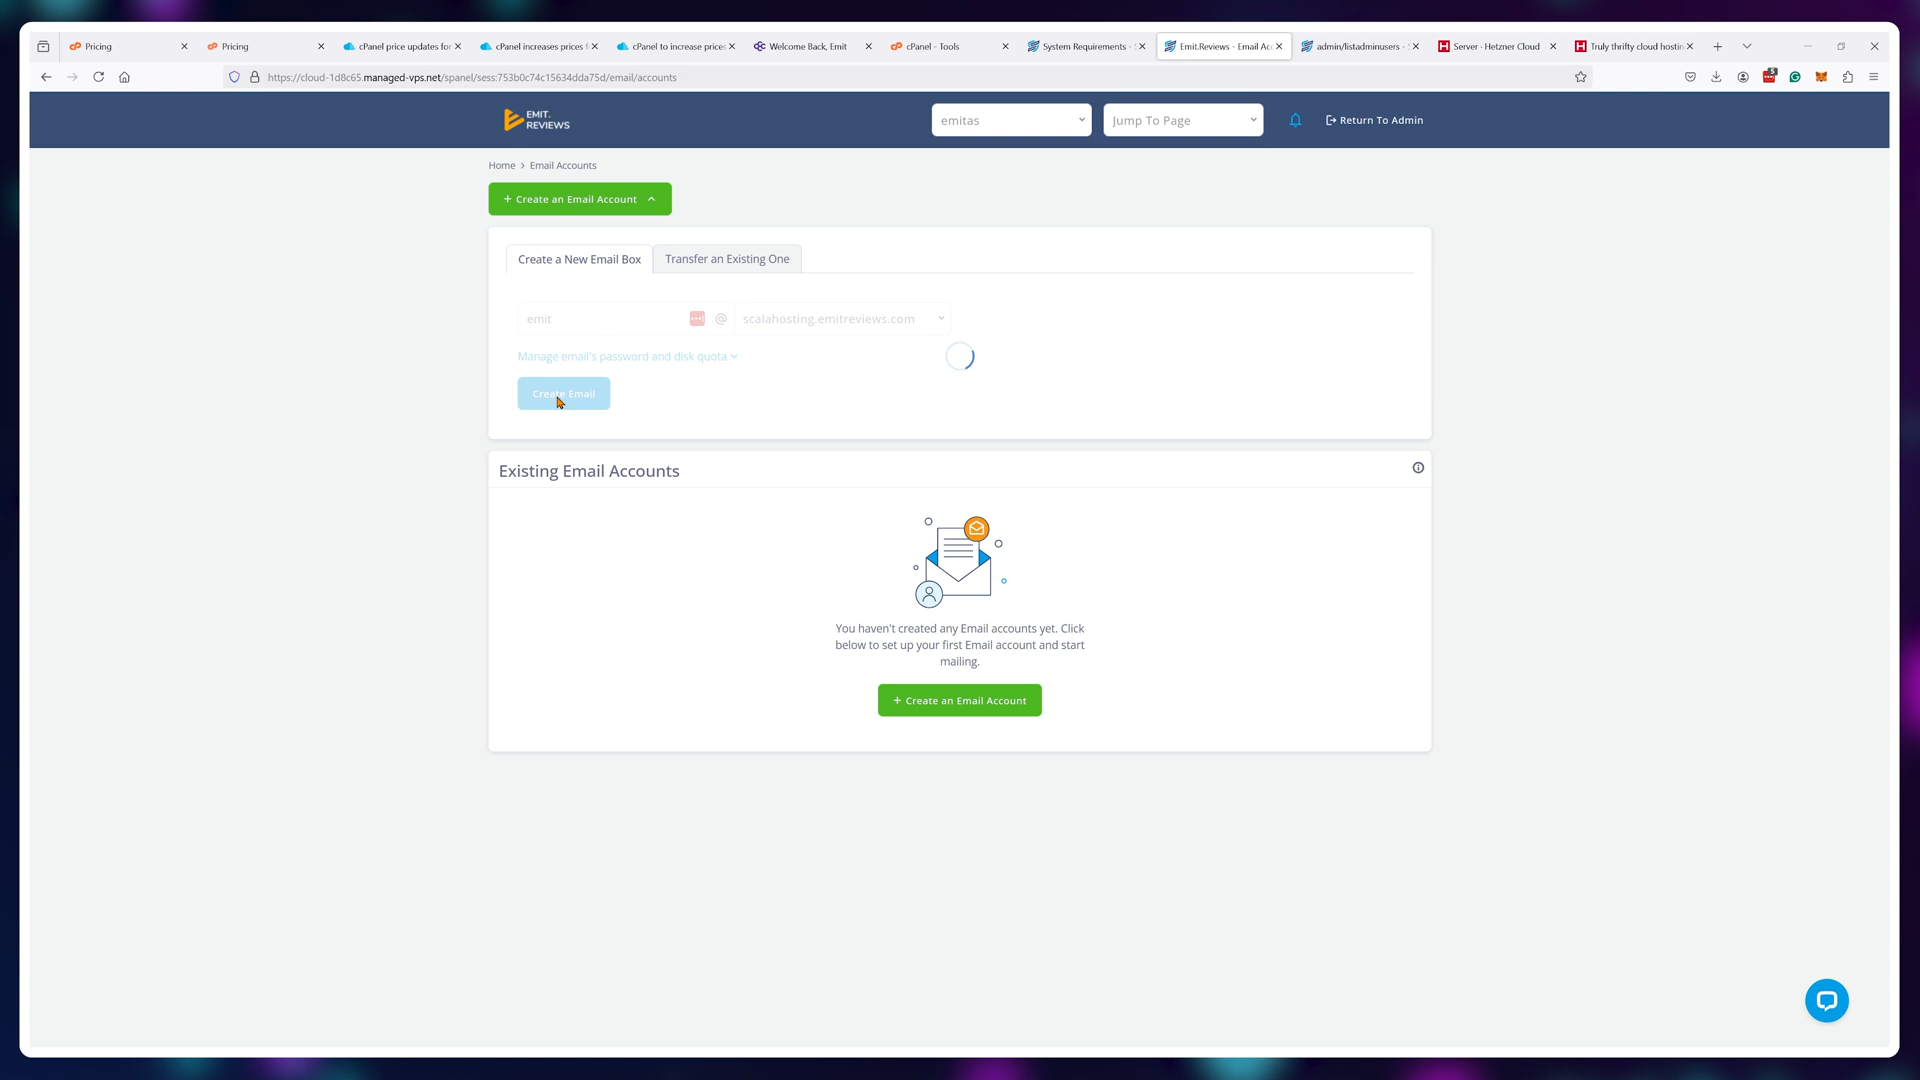 Pricing
Pricing
cPanel price updates for
cPanel increases prices f
cPanel to increase prices
Welcome Back, Emit
cPanel - Tools
System Requirements - S
Emit.Reviews - Email Acc
admin/listadminusers - S
Server · Hetzner Cloud
Truly thrifty cloud hostin
https://cloud-1d8c65.managed-vps.net/spanel/sess:753b0c74c15634dda75d/email/accounts
EMIT.
REVIEWS
emitas
Jump To Page
Return To Admin
Home > Email Accounts
+ Create an Email Account
Create a New Email Box
Transfer an Existing One
emit @ scalahosting.emitreviews.com
Manage email's password and disk quota
Create Email
Existing Email Accounts
You haven't created any Email accounts yet. Click
below to set up your first Email account and start
mailing.
+ Create an Email Account